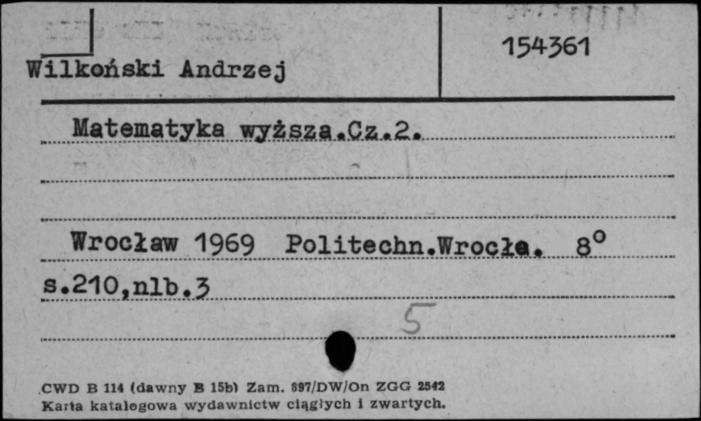 154361
Wilkoński Andrzej
Matematyka wyższa.Cz.2.
Wrocław 1969 Politechn.Wrocła. 8°
s.210,nlb.3
5
CWD B 114 (dawny B 15b) Zam. 897/DW/On ZGG 2542
Karta katalogowa wydawnictw ciągłych i zwartych.